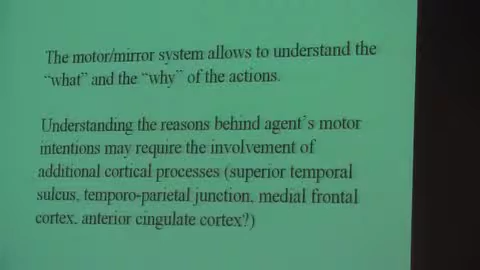 The motor/mirror system allows to understand the
“what” and the “why” of the actions.
Understanding the reasons behind agent’s motor
intentions may require the involvement of
additional cortical processes (superior temporal
sulcus, temporo-parietal junction, medial frontal
cortex, anterior cingulate cortex?)